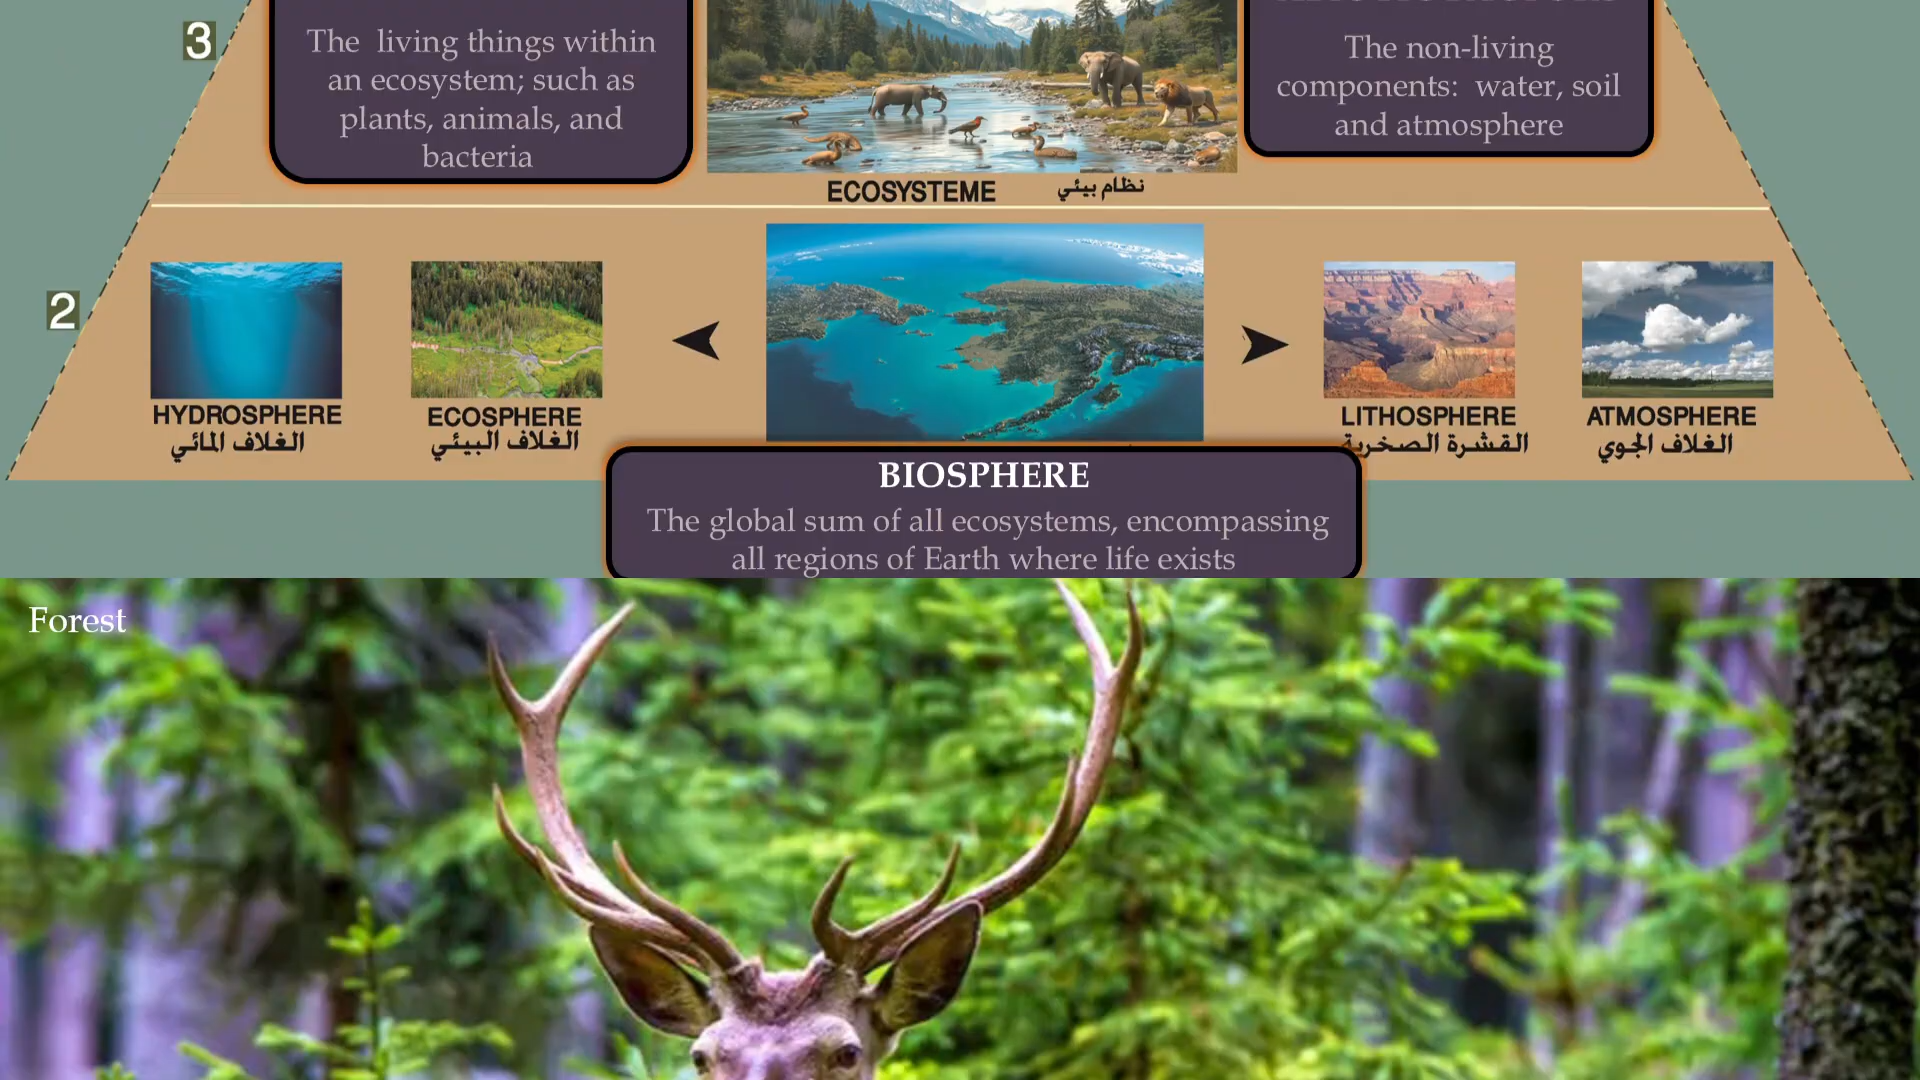 3
The living things within
an ecosystem; such as
plants, animals, and
bacteria
The non-living
components: water, soil
and atmosphere
ECOSYSTEME نظام بيئي
2
HYDROSPHERE
الغلاف المائي
ECOSPHERE
الغلاف البيئي
LITHOSPHERE
القشرة الصخرية
ATMOSPHERE
الغلاف الجوي
BIOSPHERE
The global sum of all ecosystems, encompassing
all regions of Earth where life exists
Forest